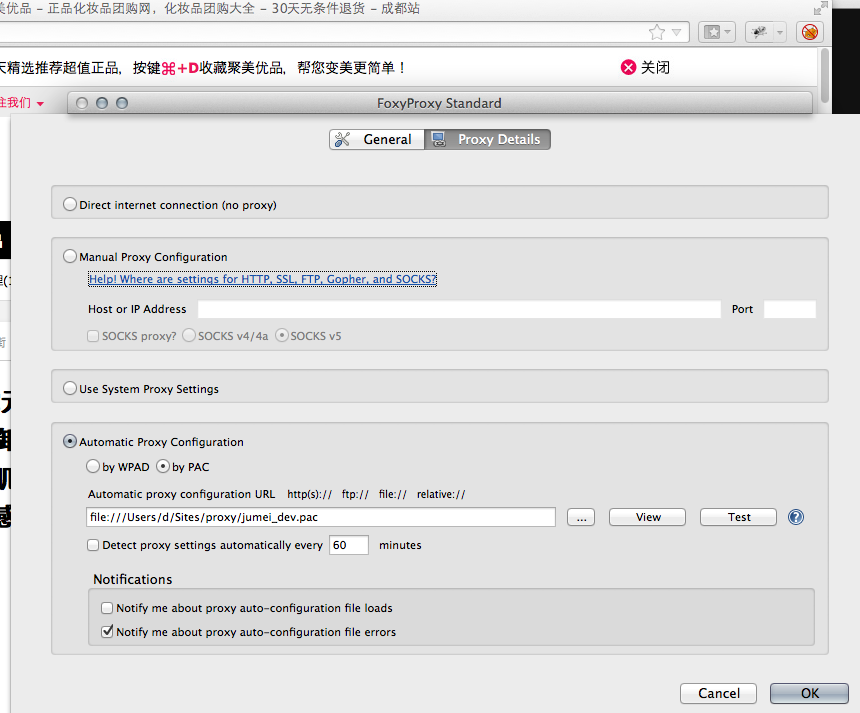 美优品 - 正品化妆品团购网，化妆品团购大全 - 30天无条件退货 - 成都站
天精选推荐超值正品，按键⌘+D收藏聚美优品，帮您变美更简单！ 关闭
注我们
FoxyProxy Standard
General Proxy Details
Direct internet connection (no proxy)
Manual Proxy Configuration
Help! Where are settings for HTTP, SSL, FTP, Gopher, and SOCKS?
Host or IP Address Port
SOCKS proxy? SOCKS v4/4a SOCKS v5
Use System Proxy Settings
Automatic Proxy Configuration
by WPAD by PAC
Automatic proxy configuration URL http(s):// ftp:// file:// relative://
file:///Users/d/Sites/proxy/jumei_dev.pac ... View Test ?
Detect proxy settings automatically every 60 minutes
Notifications
Notify me about proxy auto-configuration file loads
Notify me about proxy auto-configuration file errors
Cancel OK